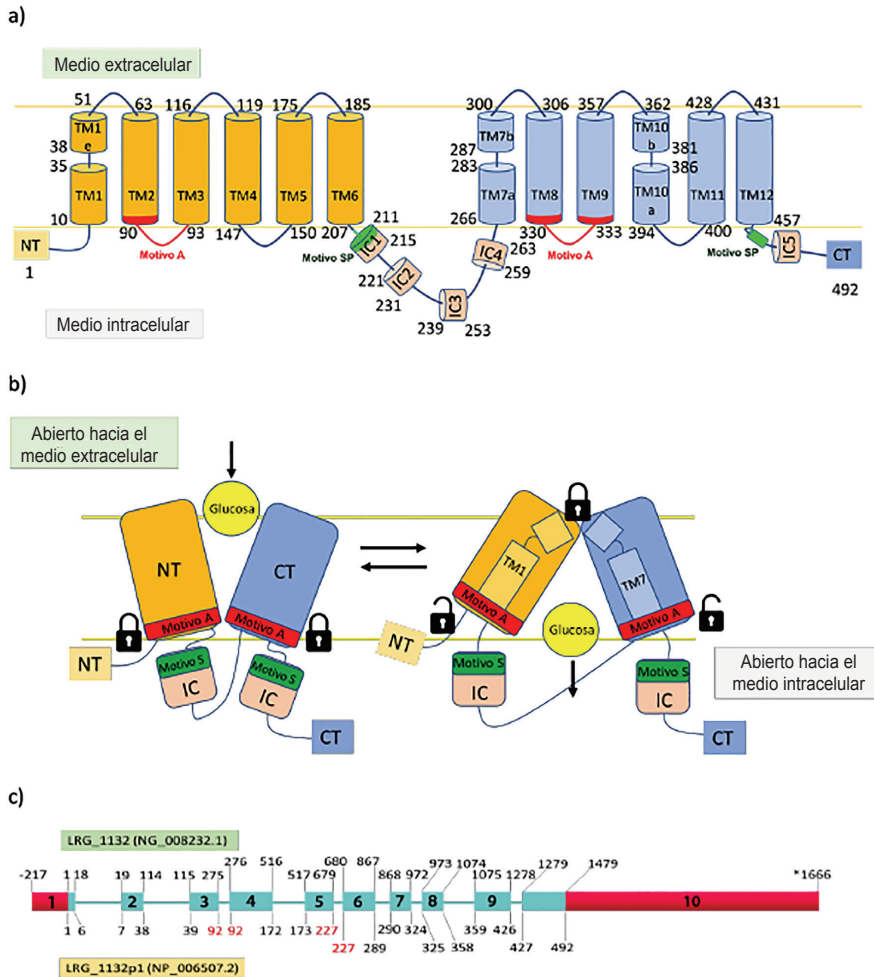 a)
Medio extracelular
51 63 116 119 175 185 300 306 357 362 428 431
TM1 e
38
35
TM1 TM2 TM3 TM4 TM5 TM6
TM7b
287
283
TM7a TM8 TM9
TM10 b
381
386
TM10 a
TM11 TM12
10 90 93 147 150 207 211 215 266 263 259 330 333 394 400 457
NT
1
Motivo A
Motivo SP
IC1
221
IC2
231
239
IC3
253
IC4
Motivo A
Motivo SP
IC5
CT
492
Medio intracelular
b)
Abierto hacia el
medio extracelular
Glucosa
NT CT
Motivo A Motivo A
NT
Motivo S Motivo S
IC IC
CT
TM1 TM7
Motivo A Motivo A
NT
Glucosa
Motivo S Motivo S
IC IC
CT
Abierto hacia el
medio intracelular
c)
LRG_1132 (NG_008232.1)
-217 1 18 19 114 115 275 276 516 517 679 680 867 868 972 973 1074 1075 1278 1279 1479 *1666
1 2 3 4 5 6 7 8 9 10
1 6 7 38 39 92 92 172 173 227 227 289 290 324 325 358 359 426 427 492
LRG_1132p1 (NP_006507.2)